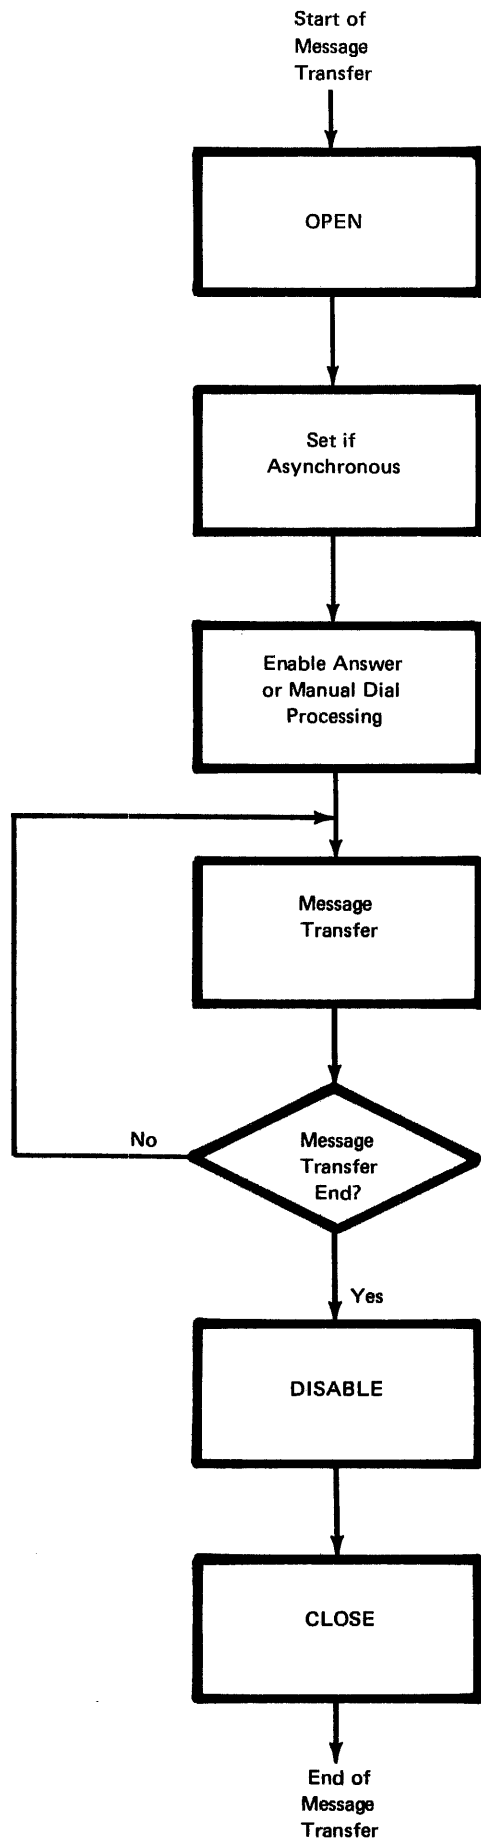 Start of
Message
Transfer
OPEN
Set if
Asynchronous
Enable Answer
or Manual Dial
Processing
Message
Transfer
No
Message
Transfer
End?
Yes
DISABLE
CLOSE
End of
Message
Transfer